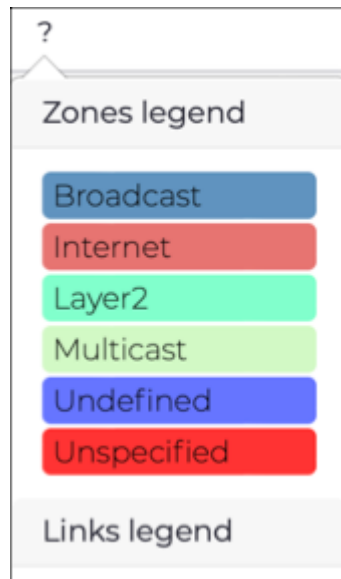 ?
Zones legend
Broadcast
Internet
Layer2
Multicast
Undefined
Unspecified
Links legend